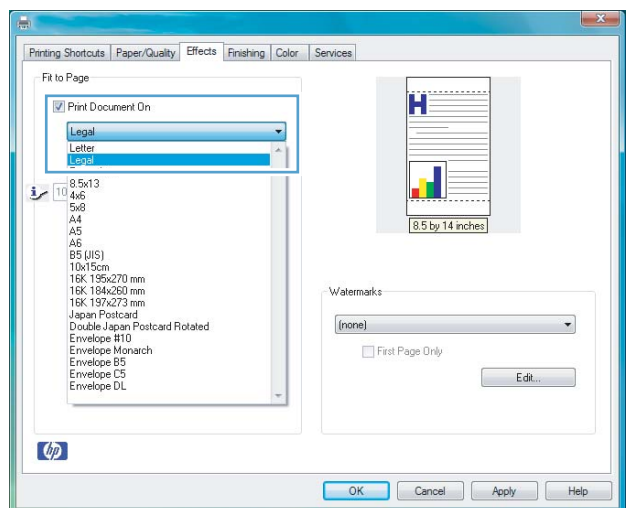 Printing Shortcuts Paper/Quality Effects Finishing Color Services
Fit to Page
Print Document On
Legal
Letter
Legal
8.5x13
10
4x6
5x8
A4
A5
A6
B5 (JIS)
10x15cm
16K 195x270 mm
16K 184x260 mm
16K 197x273 mm
Japan Postcard
Double Japan Postcard Rotated
Envelope #10
Envelope Monarch
Envelope B5
Envelope C5
Envelope DL
H
8.5 by 14 inches
Watermarks
(none)
First Page Only
Edit...
hp
OK Cancel Apply Help